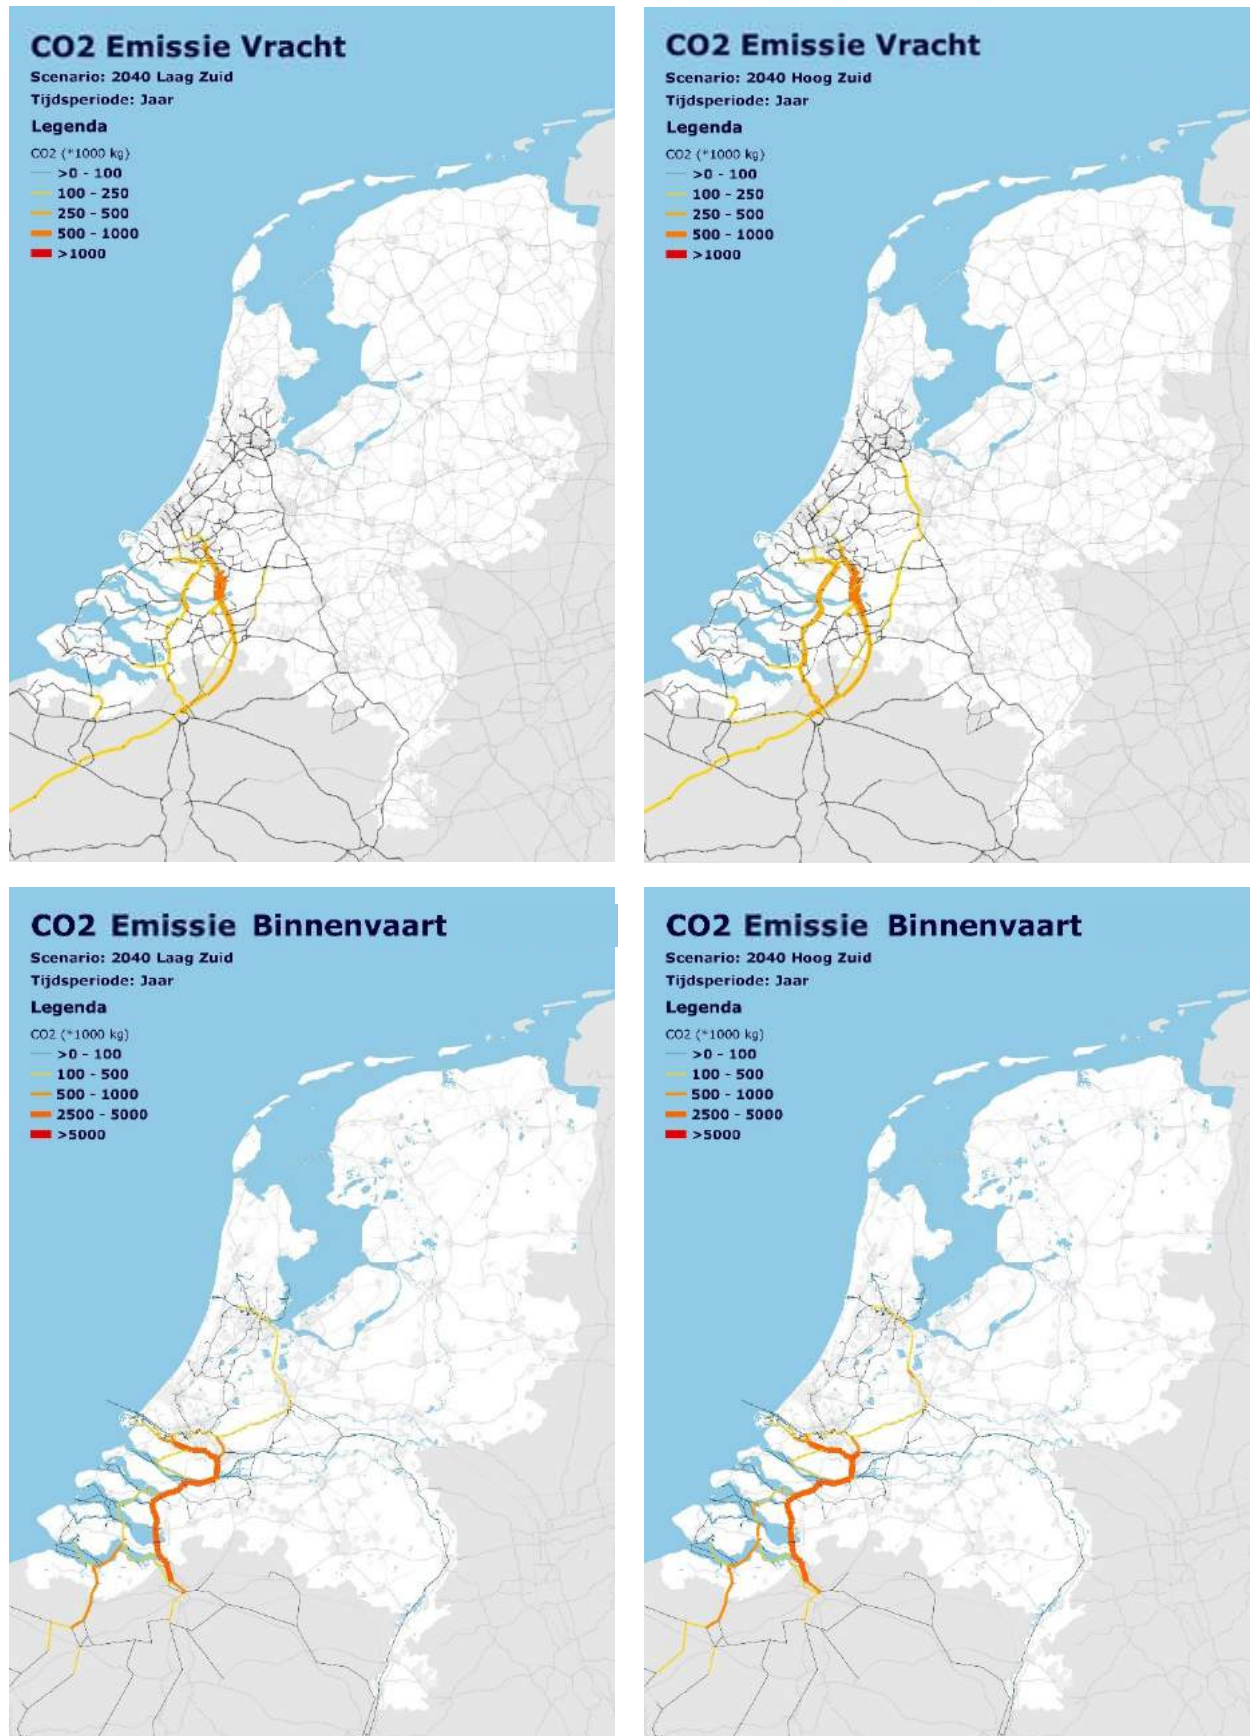 CO2 Emissie Vracht
Scenario: 2040 Laag Zuid
Tijdsperiode: Jaar
Legenda
CO2 (*1000 kg)
>0 - 100
100 - 250
250 - 500
500 - 1000
>1000
CO2 Emissie Vracht
Scenario: 2040 Hoog Zuid
Tijdsperiode: Jaar
Legenda
CO2 (*1000 kg)
>0 - 100
100 - 250
250 - 500
500 - 1000
>1000
CO2 Emissie Binnenvaart
Scenario: 2040 Laag Zuid
Tijdsperiode: Jaar
Legenda
CO2 (*1000 kg)
>0 - 100
100 - 500
500 - 1000
2500 - 5000
>5000
CO2 Emissie Binnenvaart
Scenario: 2040 Hoog Zuid
Tijdsperiode: Jaar
Legenda
CO2 (*1000 kg)
>0 - 100
100 - 500
500 - 1000
2500 - 5000
>5000